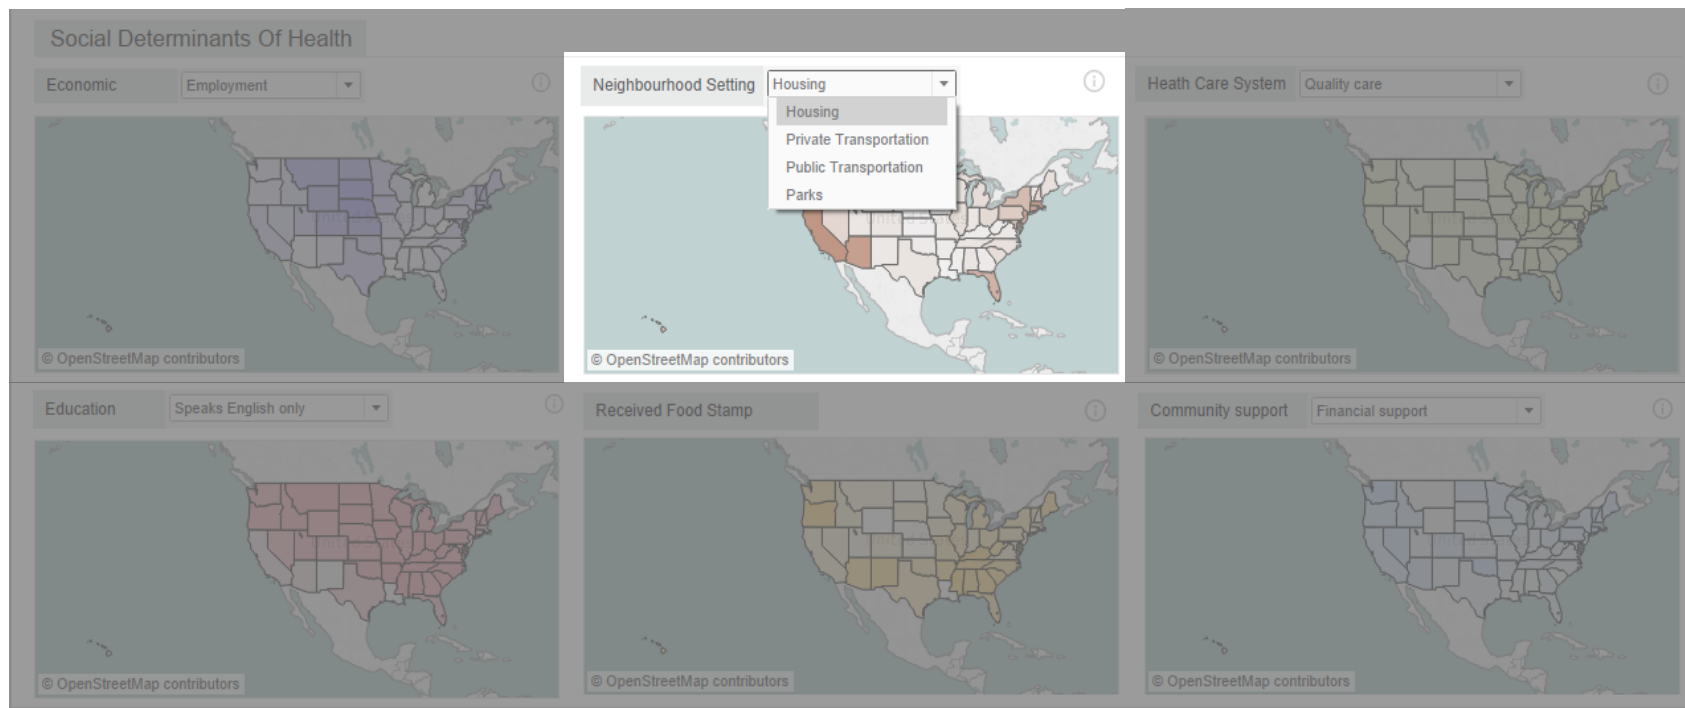 Social Determinants Of Health
Economic
Employment
Neighbourhood Setting
Housing
Housing
Private Transportation
Public Transportation
Parks
Heath Care System
Quality care
© OpenStreetMap contributors
© OpenStreetMap contributors
© OpenStreetMap contributors
Education
Speaks English only
Received Food Stamp
Community support
Financial support
© OpenStreetMap contributors
© OpenStreetMap contributors
© OpenStreetMap contributors